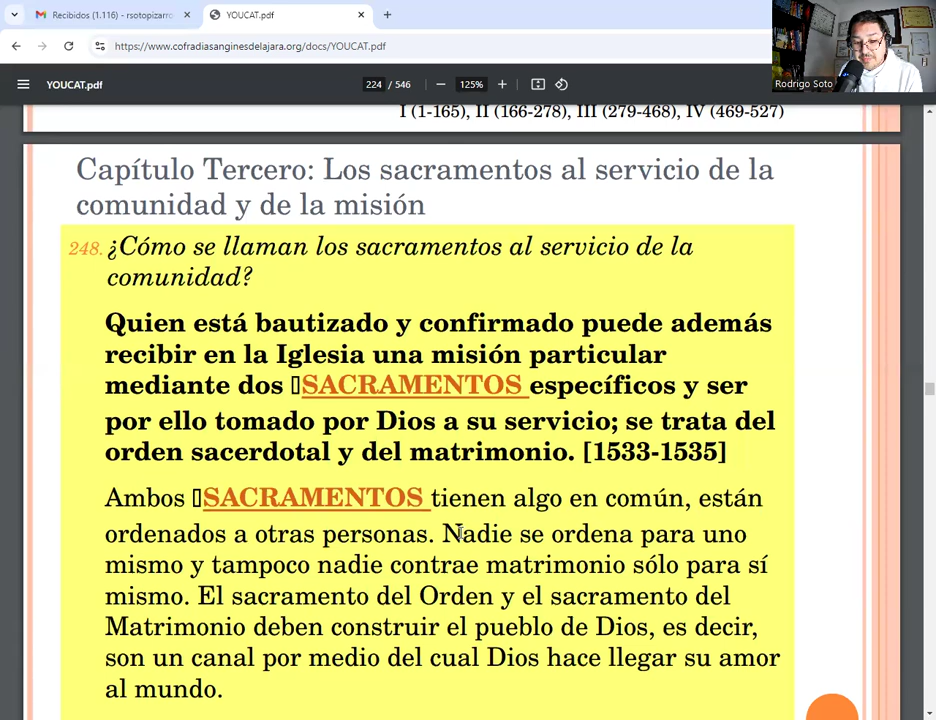 Recibidos (1.116) - rsotopizarro
YOUCAT.pdf
https://www.cofradiasanginesdelajara.org/docs/YOUCAT.pdf
YOUCAT.pdf
224 / 546
125%
Rodrigo Soto
I (1-165), II (166-278), III (279-468), IV (469-527)
Capítulo Tercero: Los sacramentos al servicio de la
comunidad y de la misión
248. ¿Cómo se llaman los sacramentos al servicio de la
comunidad?
Quien está bautizado y confirmado puede además
recibir en la Iglesia una misión particular
mediante dos SACRAMENTOS específicos y ser
por ello tomado por Dios a su servicio; se trata del
orden sacerdotal y del matrimonio. [1533-1535]
Ambos SACRAMENTOS tienen algo en común, están
ordenados a otras personas. Nadie se ordena para uno
mismo y tampoco nadie contrae matrimonio sólo para sí
mismo. El sacramento del Orden y el sacramento del
Matrimonio deben construir el pueblo de Dios, es decir,
son un canal por medio del cual Dios hace llegar su amor
al mundo.